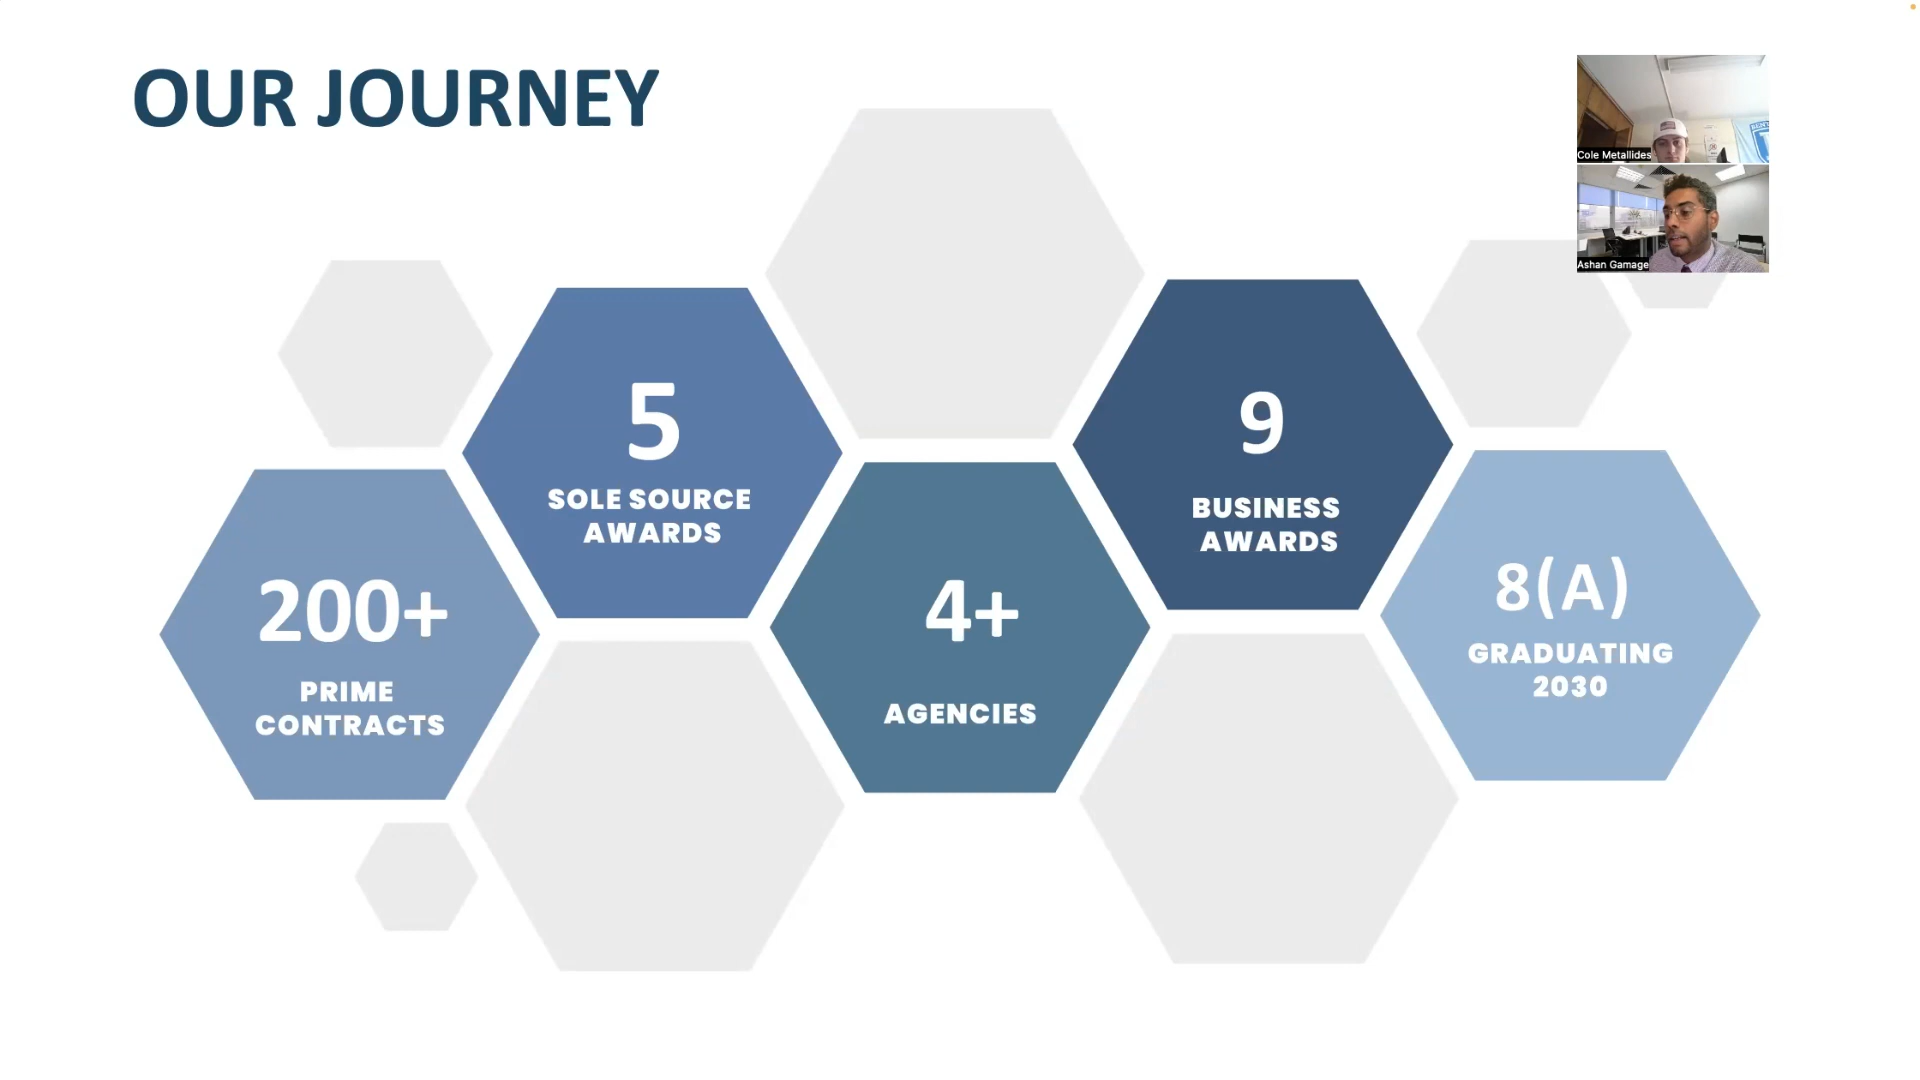 OUR JOURNEY
Cole Metallides
Ashan Gamage
200+
PRIME
CONTRACTS
5
SOLE SOURCE
AWARDS
4+
AGENCIES
9
BUSINESS
AWARDS
8(A)
GRADUATING
2030